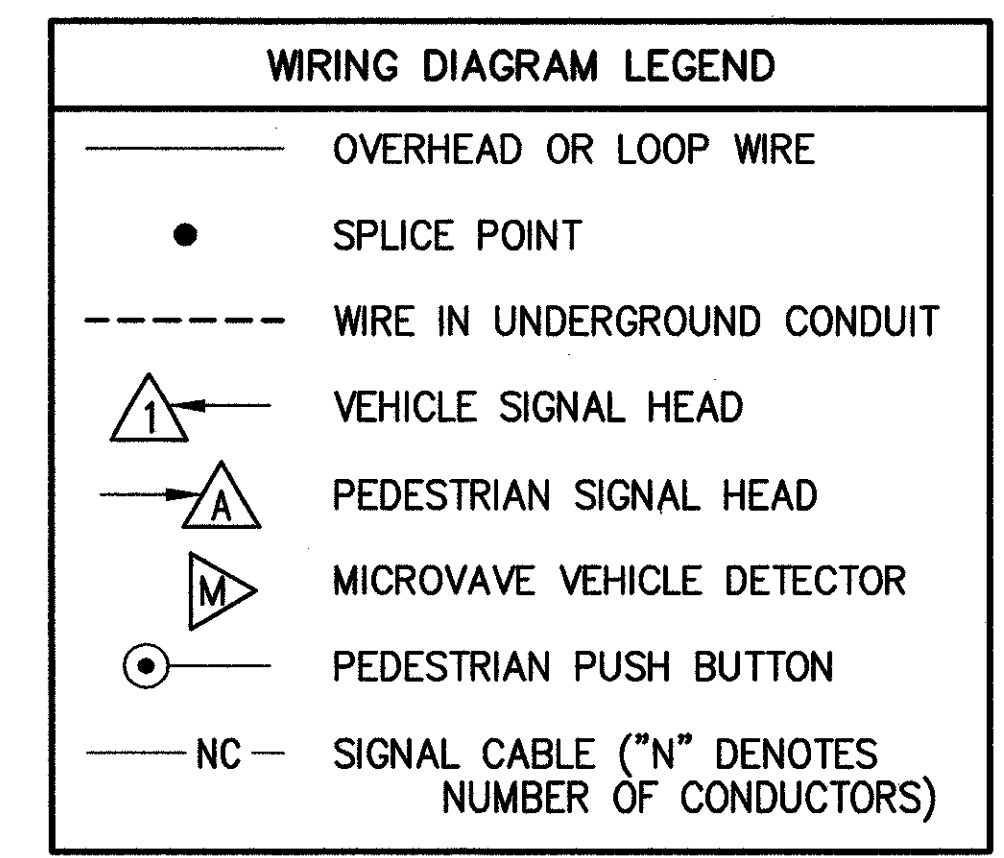 WIRING DIAGRAM LEGEND
OVERHEAD OR LOOP WIRE
SPLICE POINT
WIRE IN UNDERGROUND CONDUIT
1 VEHICLE SIGNAL HEAD
A PEDESTRIAN SIGNAL HEAD
M MICROVAVE VEHICLE DETECTOR
PEDESTRIAN PUSH BUTTON
NC SIGNAL CABLE ("N" DENOTES
NUMBER OF CONDUCTORS)